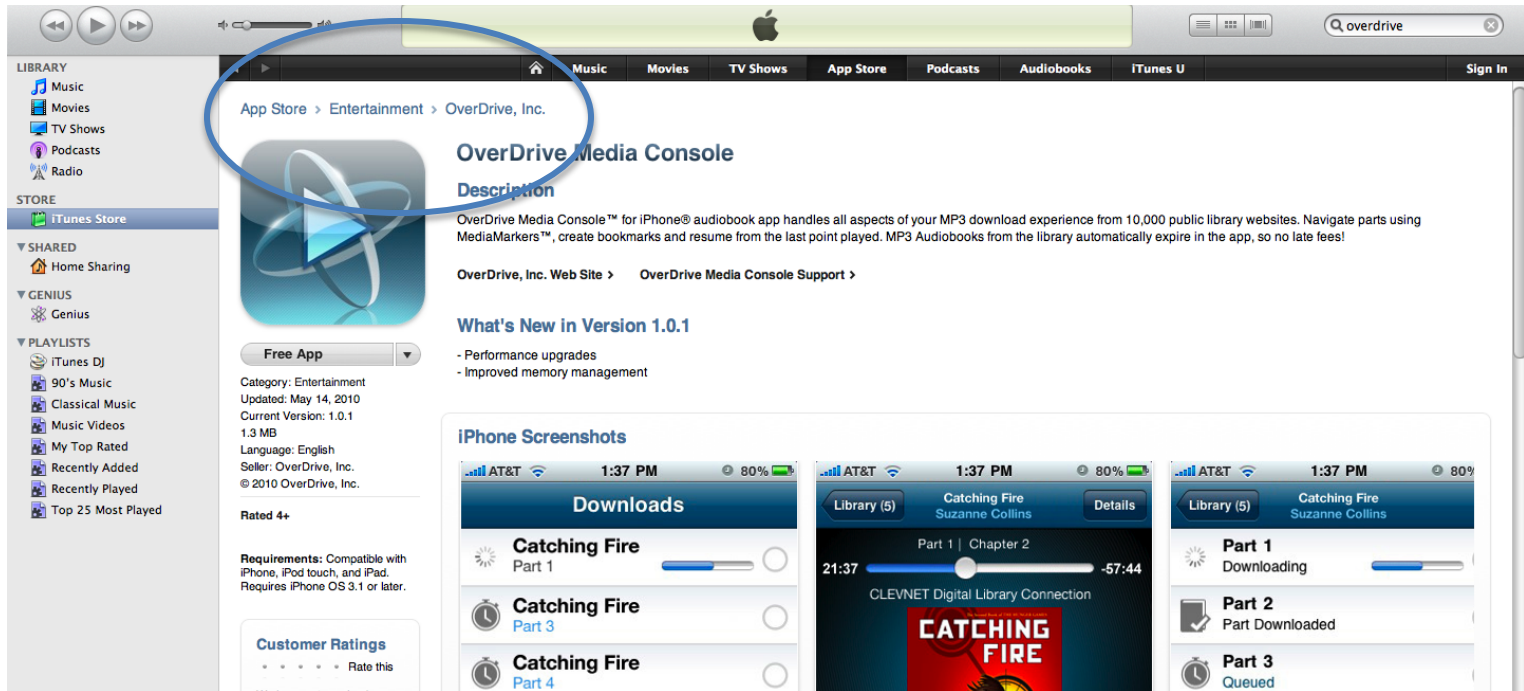 overdrive
Music Movies TV Shows App Store Podcasts Audiobooks iTunes U Sign In
LIBRARY
Music
Movies
TV Shows
Podcasts
Radio
STORE
iTunes Store
SHARED
Home Sharing
GENIUS
Genius
PLAYLISTS
iTunes DJ
90's Music
Classical Music
Music Videos
My Top Rated
Recently Added
Recently Played
Top 25 Most Played
App Store > Entertainment > OverDrive, Inc.
Free App
Category: Entertainment
Updated: May 14, 2010
Current Version: 1.0.1
1.3 MB
Language: English
Seller: OverDrive, Inc.
© 2010 OverDrive, Inc.
Rated 4+
Requirements: Compatible with
iPhone, iPod touch, and iPad.
Requires iPhone OS 3.1 or later.
Customer Ratings
Rate this
OverDrive Media Console
Description
OverDrive Media Console™ for iPhone® audiobook app handles all aspects of your MP3 download experience from 10,000 public library websites. Navigate parts using
MediaMarkers™, create bookmarks and resume from the last point played. MP3 Audiobooks from the library automatically expire in the app, so no late fees!
OverDrive, Inc. Web Site > OverDrive Media Console Support >
What's New in Version 1.0.1
- Performance upgrades
- Improved memory management
iPhone Screenshots
AT&T 1:37 PM 80%
Downloads
Catching Fire
Part 1
Catching Fire
Part 3
Catching Fire
Part 4
AT&T 1:37 PM 80%
Library (5) Catching Fire Details
Suzanne Collins
Part 1 | Chapter 2
21:37 -57:44
CLEVNET Digital Library Connection
CATCHING
FIRE
AT&T 1:37 PM 80%
Library (5) Catching Fire
Suzanne Collins
Part 1
Downloading
Part 2
Part Downloaded
Part 3
Queued